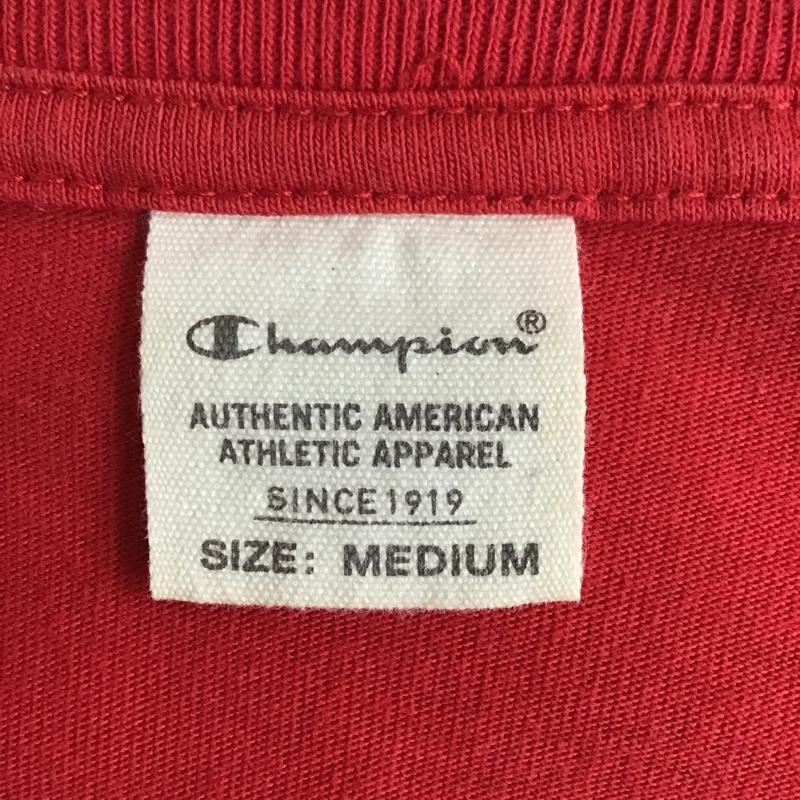 Champion®
AUTHENTIC AMERICAN
ATHLETIC APPAREL
SINCE 1919
SIZE: MEDIUM